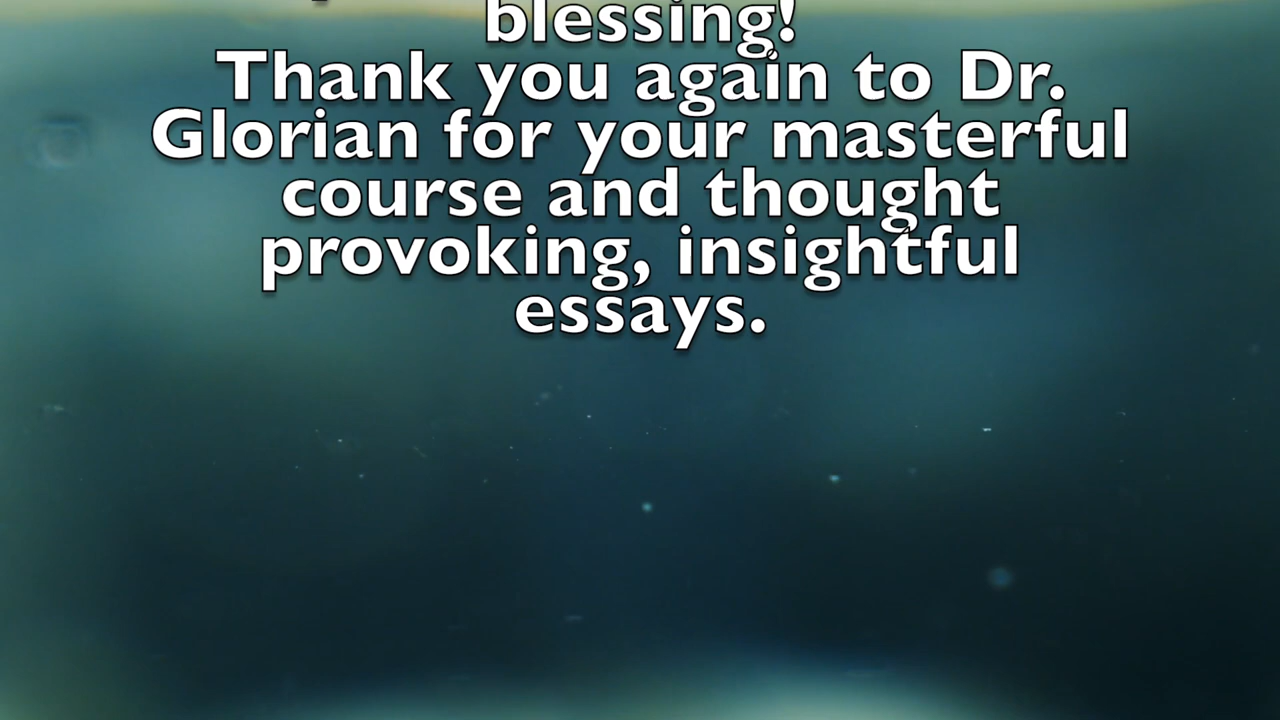 blessing!
Thank you again to Dr.
Glorian for your masterful
course and thought
provoking, insightful
essays.